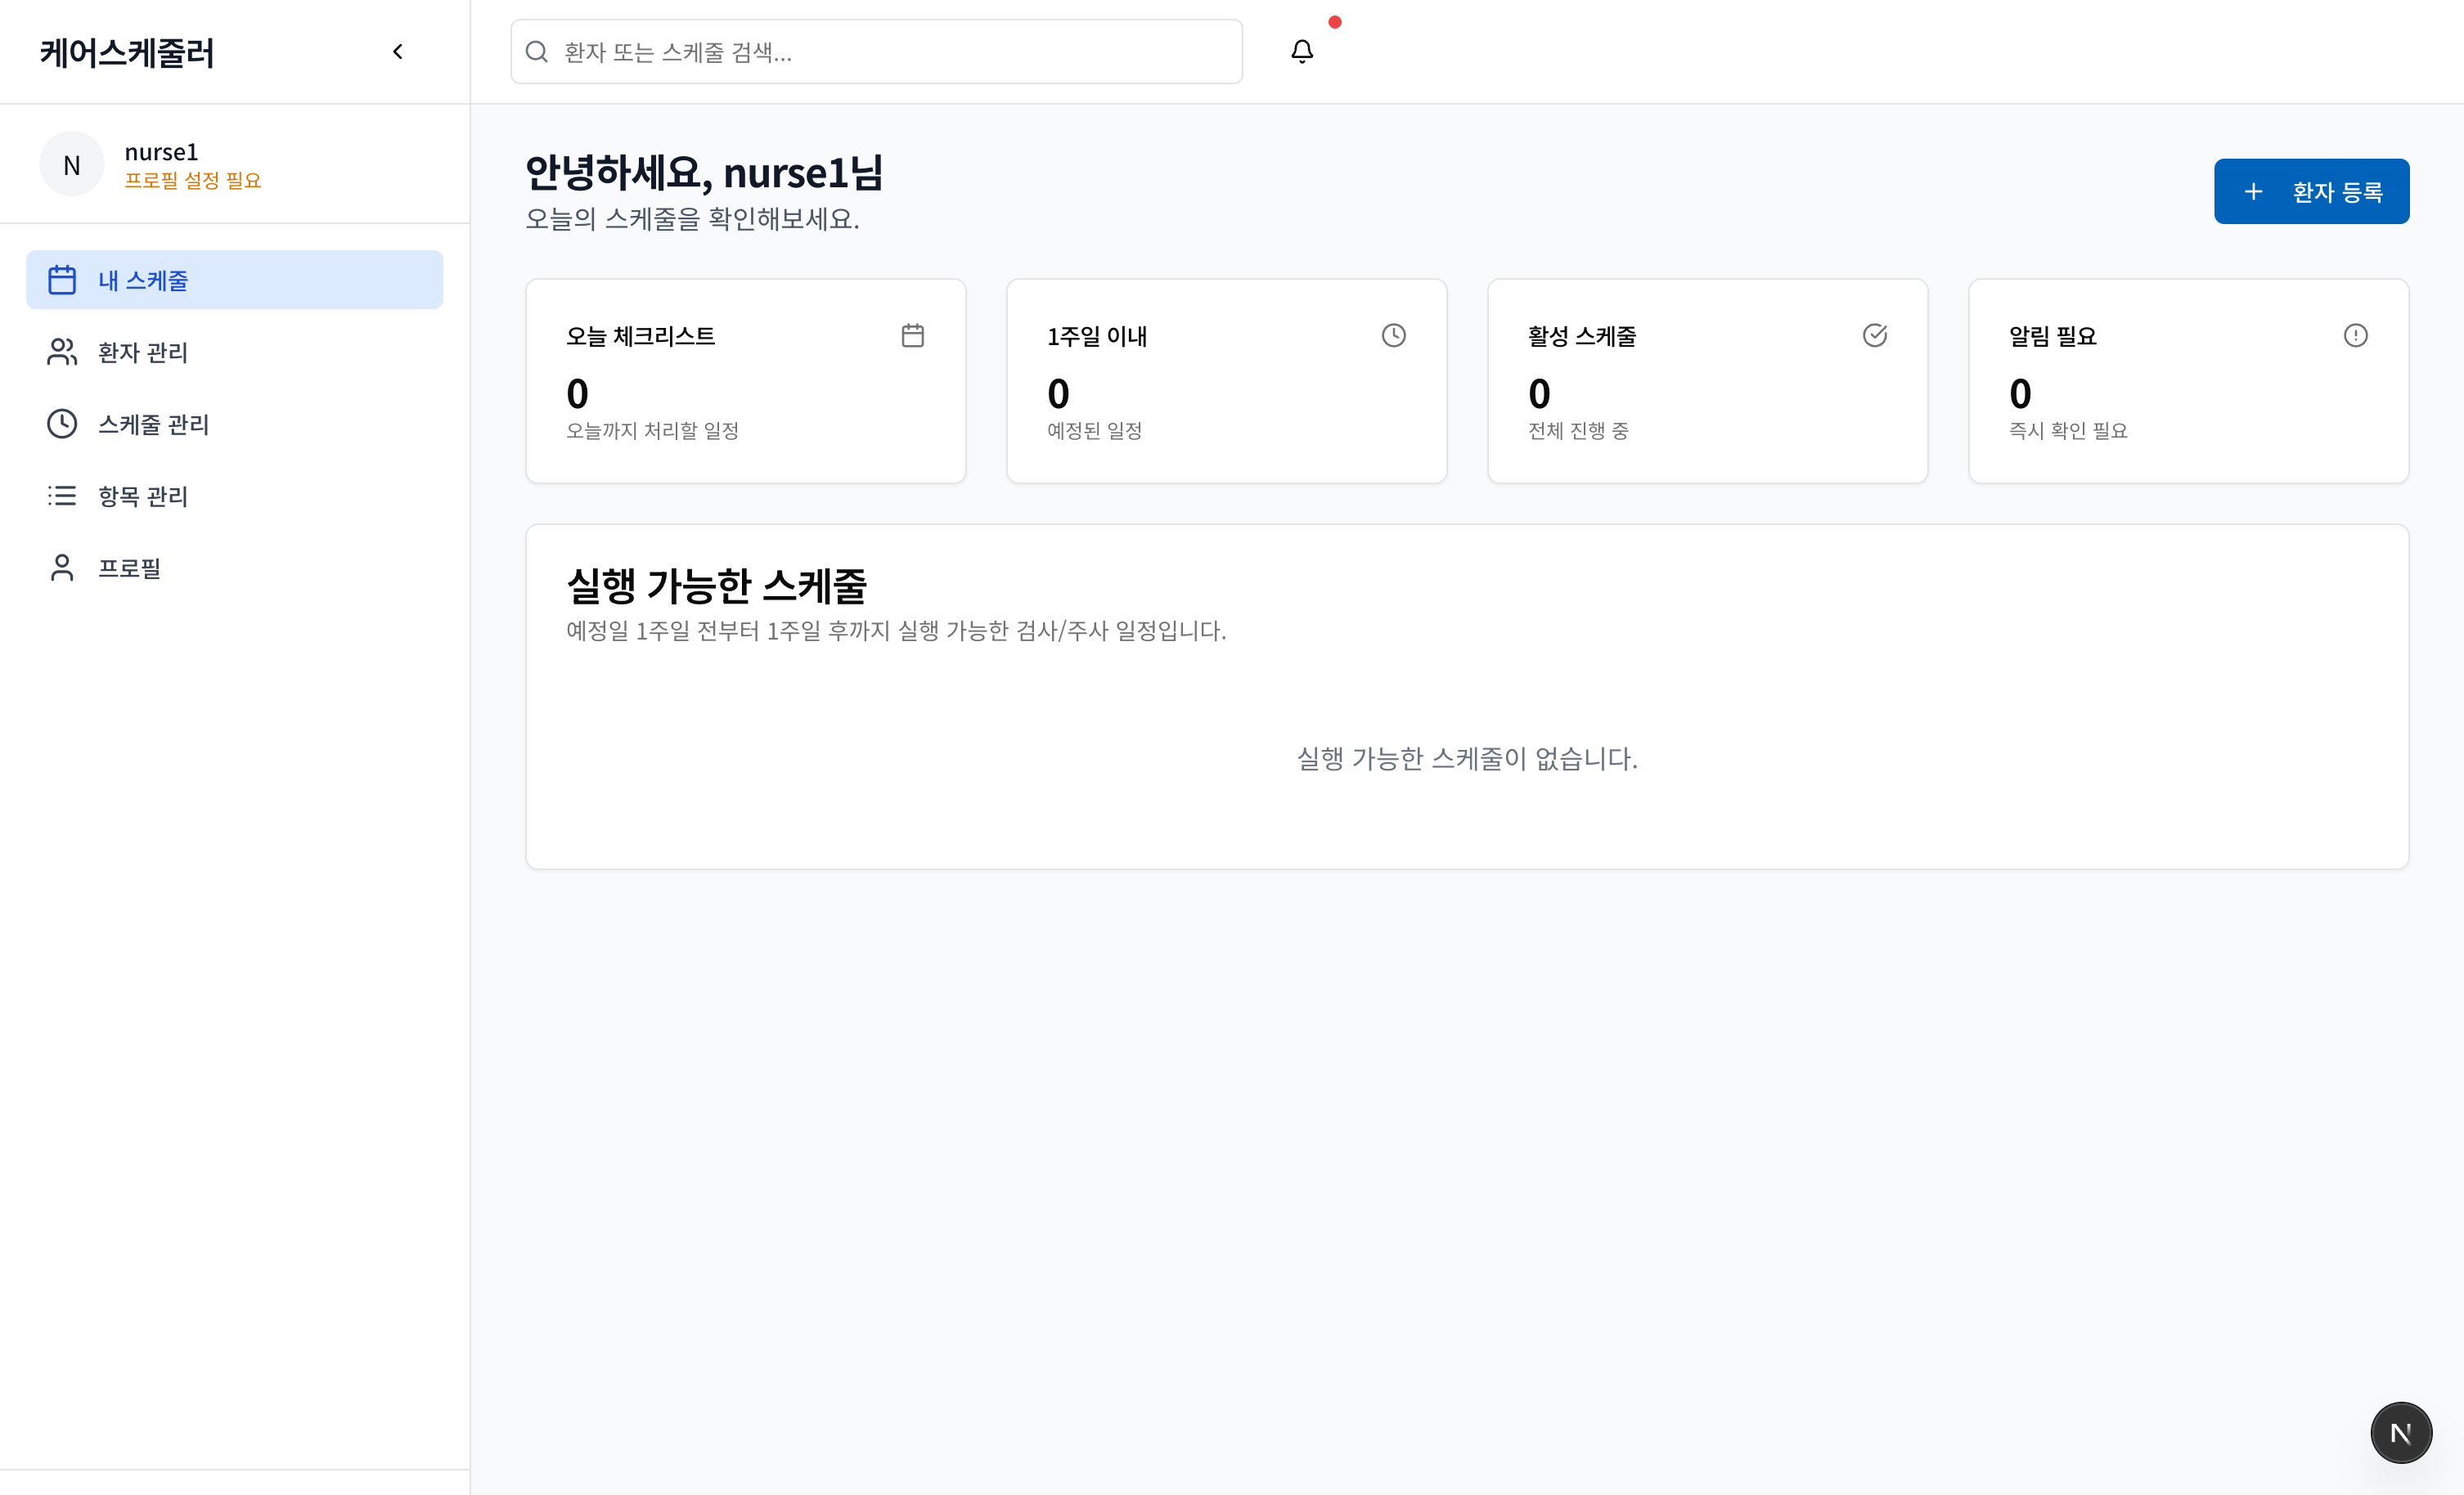 케어스케줄러
환자 또는 스케줄 검색...
N
nurse1
프로필 설정 필요
내 스케줄
환자 관리
스케줄 관리
항목 관리
프로필
안녕하세요, nurse1님
오늘의 스케줄을 확인해보세요.
환자 등록
오늘 체크리스트
0
오늘까지 처리할 일정
1주일 이내
0
예정된 일정
활성 스케줄
0
전체 진행 중
알림 필요
0
즉시 확인 필요
실행 가능한 스케줄
예정일 1주일 전부터 1주일 후까지 실행 가능한 검사/주사 일정입니다.
실행 가능한 스케줄이 없습니다.
N